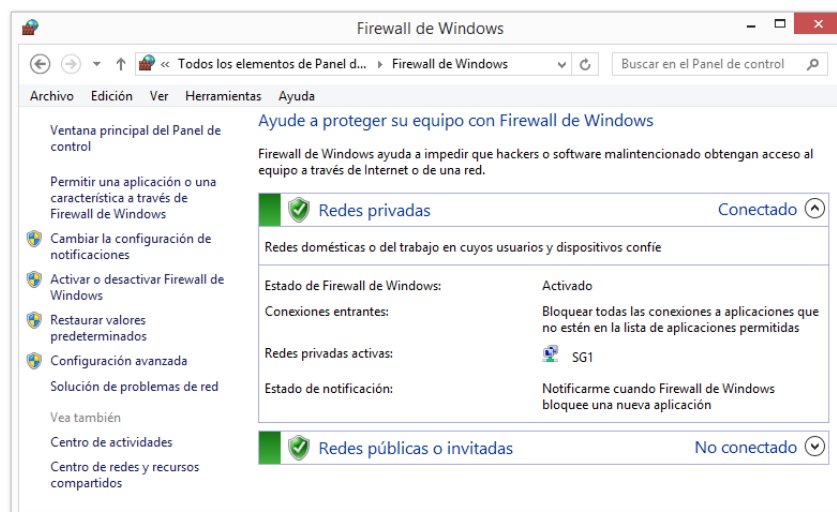 Firewall de Windows
« Todos los elementos de Panel d... Firewall de Windows
Buscar en el Panel de control
Archivo Edición Ver Herramientas Ayuda
Ventana principal del Panel de
control
Permitir una aplicación o una
característica a través de
Firewall de Windows
Cambiar la configuración de
notificaciones
Activar o desactivar Firewall de
Windows
Restaurar valores
predeterminados
Configuración avanzada
Solución de problemas de red
Vea también
Centro de actividades
Centro de redes y recursos
compartidos
Ayude a proteger su equipo con Firewall de Windows
Firewall de Windows ayuda a impedir que hackers o software malintencionado obtengan acceso al
equipo a través de Internet o de una red.
Redes privadas Conectado
Redes domésticas o del trabajo en cuyos usuarios y dispositivos confíe
Estado de Firewall de Windows: Activado
Conexiones entrantes: Bloquear todas las conexiones a aplicaciones que
no estén en la lista de aplicaciones permitidas
Redes privadas activas: SG1
Estado de notificación: Notificarme cuando Firewall de Windows
bloquee una nueva aplicación
Redes públicas o invitadas No conectado